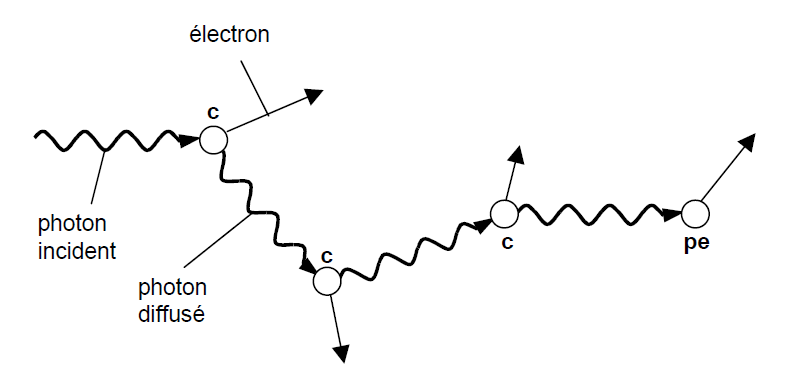 électron
c
photon
incident
c
photon
diffusé
c
pe